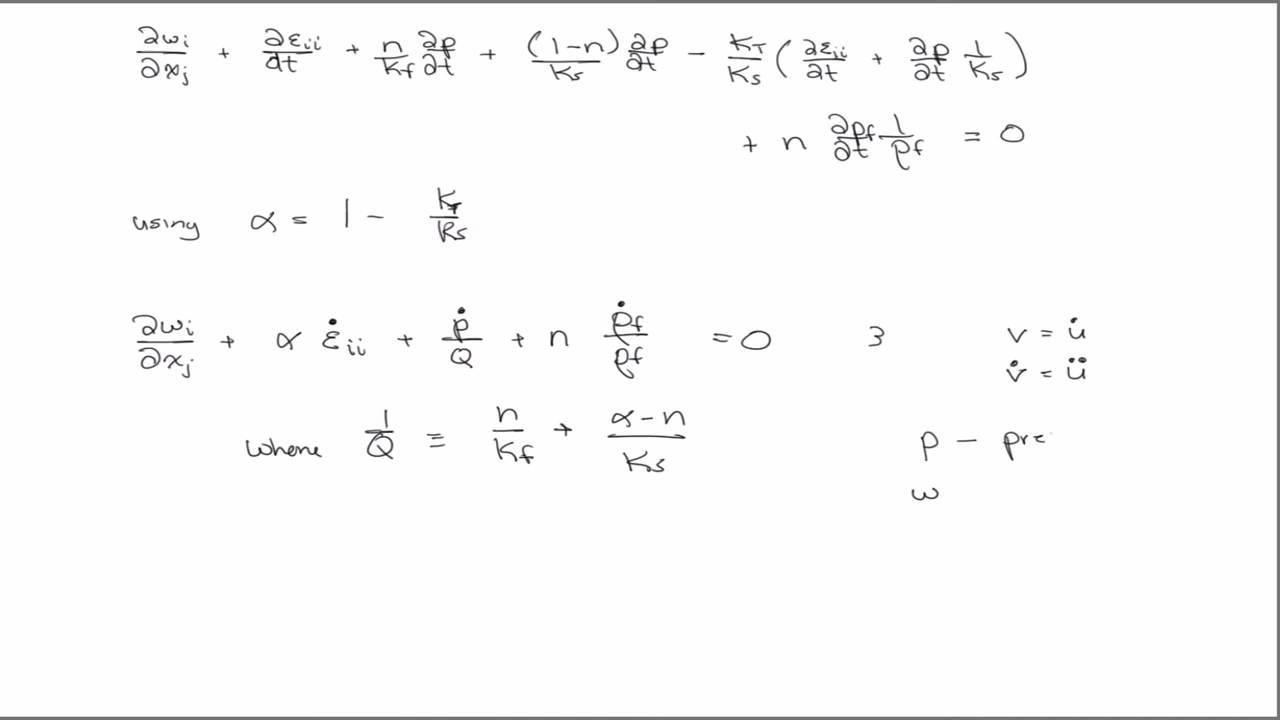 ∂wᵢ/∂xⱼ + ∂εᵢᵢ/dt + n/Kf ∂p/∂t + (1-n)/Ks ∂p/∂t - KT/Ks (∂εᵢᵢ/∂t + ∂p/∂t 1/Ks)
+ n ∂ρf/∂t 1/ρf = 0
using α = 1 - KT/Ks
∂wᵢ/∂xⱼ + α ε̇ᵢᵢ + ṗ/Q + n ρ̇f/ρf = 0 3 v = u̇
v̇ = ü
where 1/Q ≡ n/Kf + α-n/Ks p - pre
w